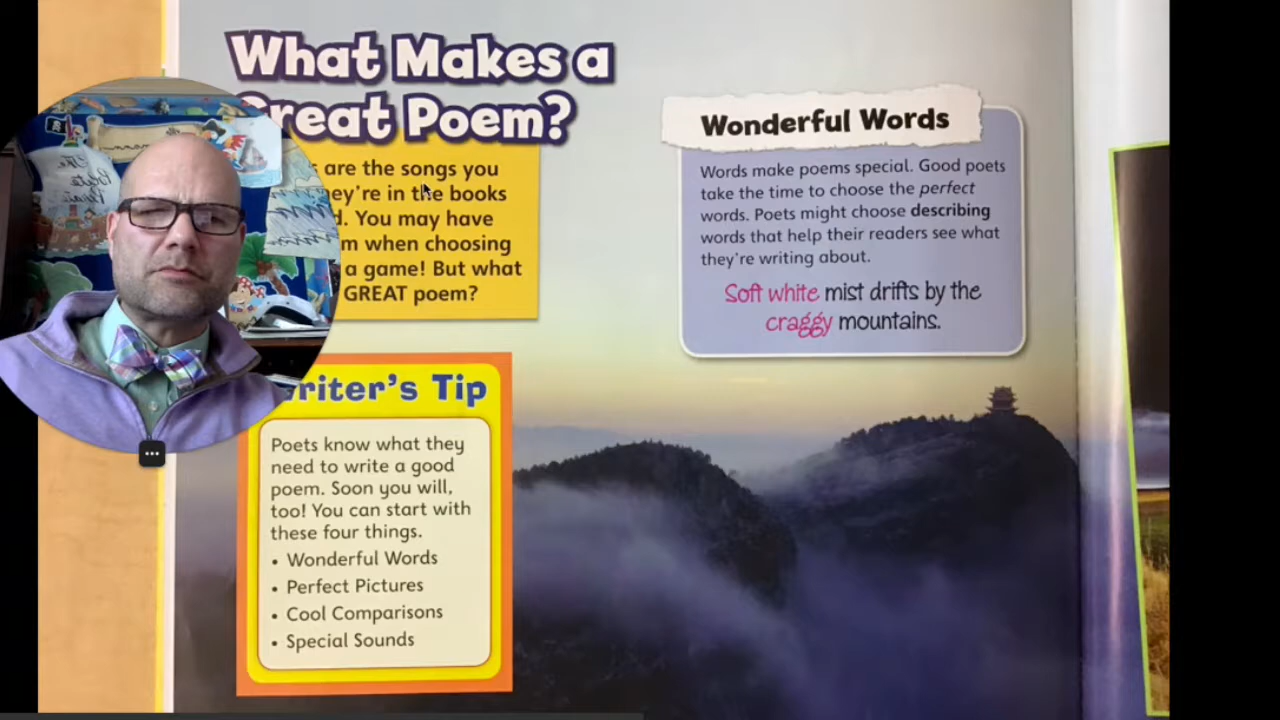 What Makes a
Great Poem?
are the songs you
they're in the books
You may have
when choosing
a game! But what
GREAT poem?
Writer's Tip
Poets know what they
need to write a good
poem. Soon you will,
too! You can start with
these four things.
• Wonderful Words
• Perfect Pictures
• Cool Comparisons
• Special Sounds
Wonderful Words
Words make poems special. Good poets
take the time to choose the perfect
words. Poets might choose describing
words that help their readers see what
they're writing about.
Soft white mist drifts by the
craggy mountains.